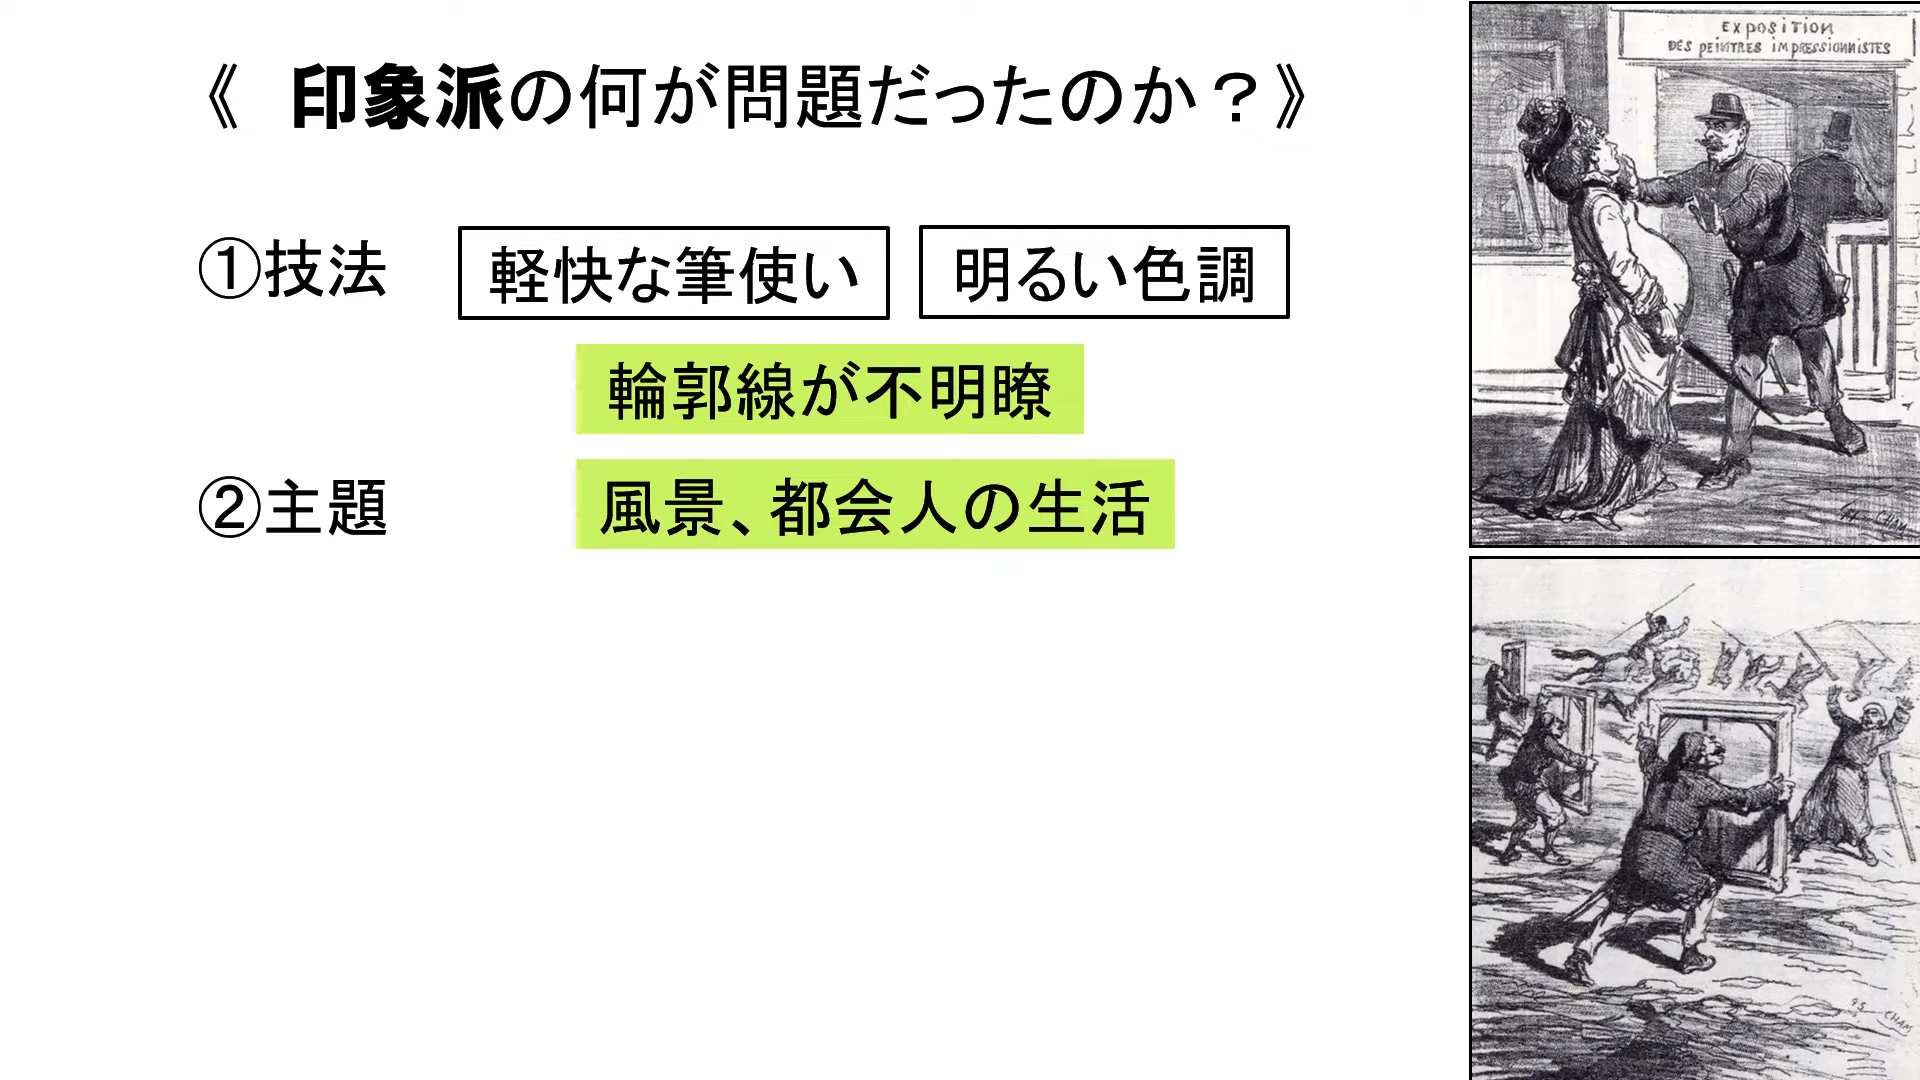 《　印象派の何が問題だったのか？》
①技法　軽快な筆使い　明るい色調
輪郭線が不明瞭
②主題　風景、都会人の生活
EXPOSITION
DES PEINTRES IMPRESSIONNISTES
CHAM
CHAM